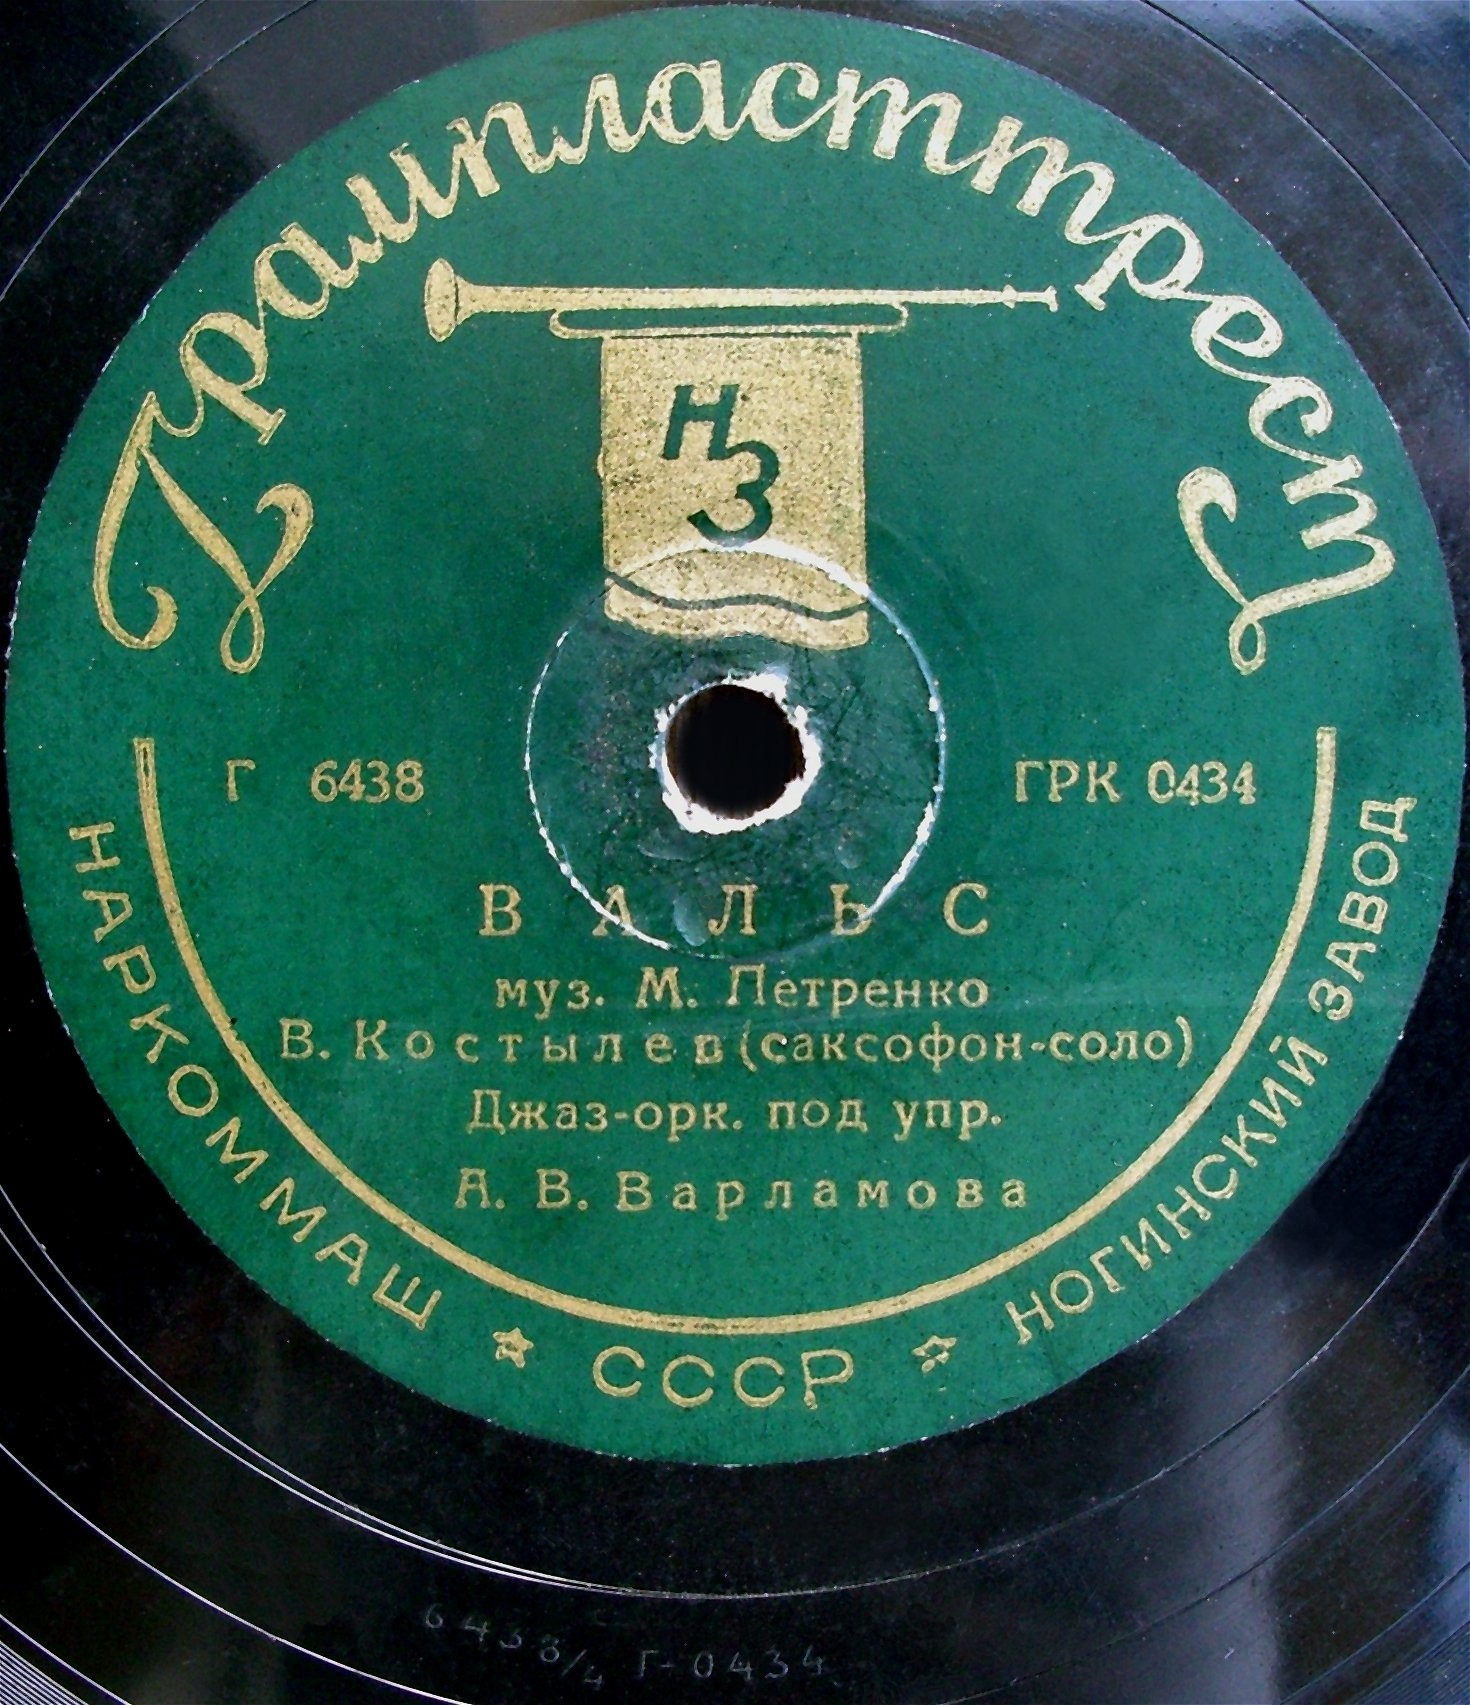 Грампласттрест
НЗ
Г 6438
ГРК 0434
ВАЛЬС
муз. М. Петренко
В. Костылев (саксофон-соло)
Джаз-орк. под упр.
А. В. Варламова
НАРКОММАШ ☆ СССР ☆ НОГИНСКИЙ ЗАВОД
6438/4 Г-0434